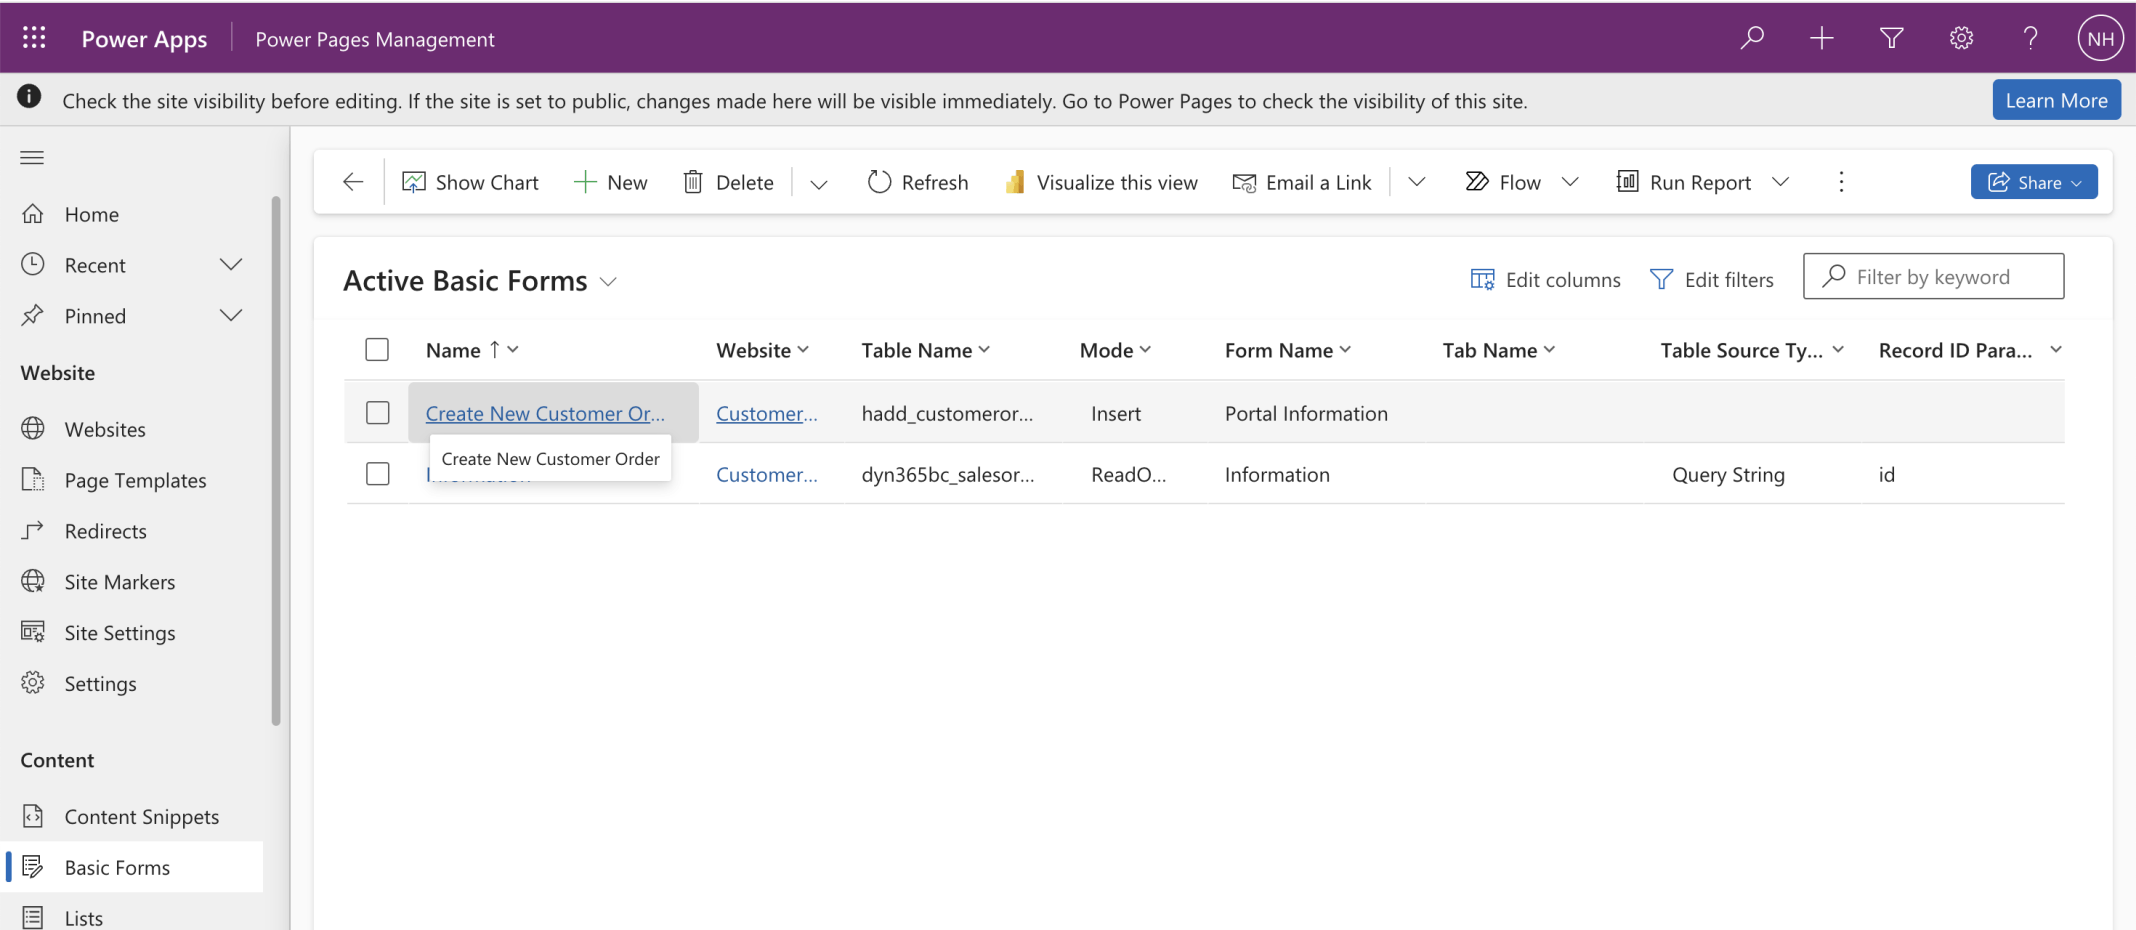 Power Apps Power Pages Management NH
Check the site visibility before editing. If the site is set to public, changes made here will be visible immediately. Go to Power Pages to check the visibility of this site. Learn More
Show Chart New Delete Refresh Visualize this view Email a Link Flow Run Report Share
Home
Recent
Pinned
Website
Websites
Page Templates
Redirects
Site Markers
Site Settings
Settings
Content
Content Snippets
Basic Forms
Lists
Active Basic Forms Edit columns Edit filters Filter by keyword
Name Website Table Name Mode Form Name Tab Name Table Source Ty... Record ID Para...
Create New Customer Or... Customer... hadd_customeror... Insert Portal Information
Create New Customer Order
Customer... dyn365bc_salesor... ReadO... Information Query String id